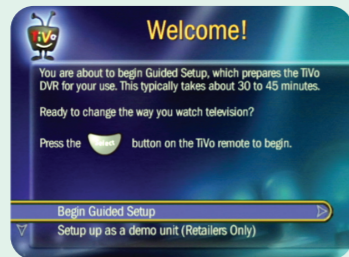 TiVo
Welcome!
You are about to begin Guided Setup, which prepares the TiVo
DVR for your use. This typically takes about 30 to 45 minutes.
Ready to change the way you watch television?
Press the Select button on the TiVo remote to begin.
Begin Guided Setup
Setup up as a demo unit (Retailers Only)